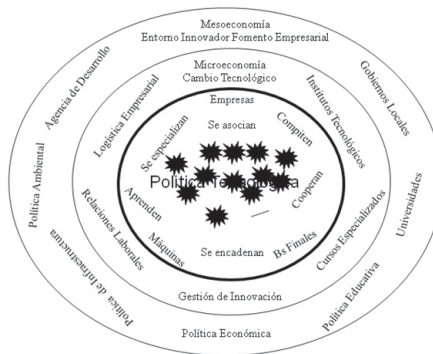 Mesoeconomía
Entorno Innovador Fomento Empresarial
Agencia de Desarrollo
Gobiernos Locales
Política Ambiental
Universidades
Política de Infraestructura
Política Educativa
Política Económica
Microeconomía
Cambio Tecnológico
Logística Empresarial
Institutos Tecnológicos
Relaciones Laborales
Cursos Especializados
Gestión de Innovación
Empresas
Se asocian
Se especializan
Compiten
Política Tecnológica
Aprenden
Cooperan
Máquinas
Bs Finales
Se encadenan